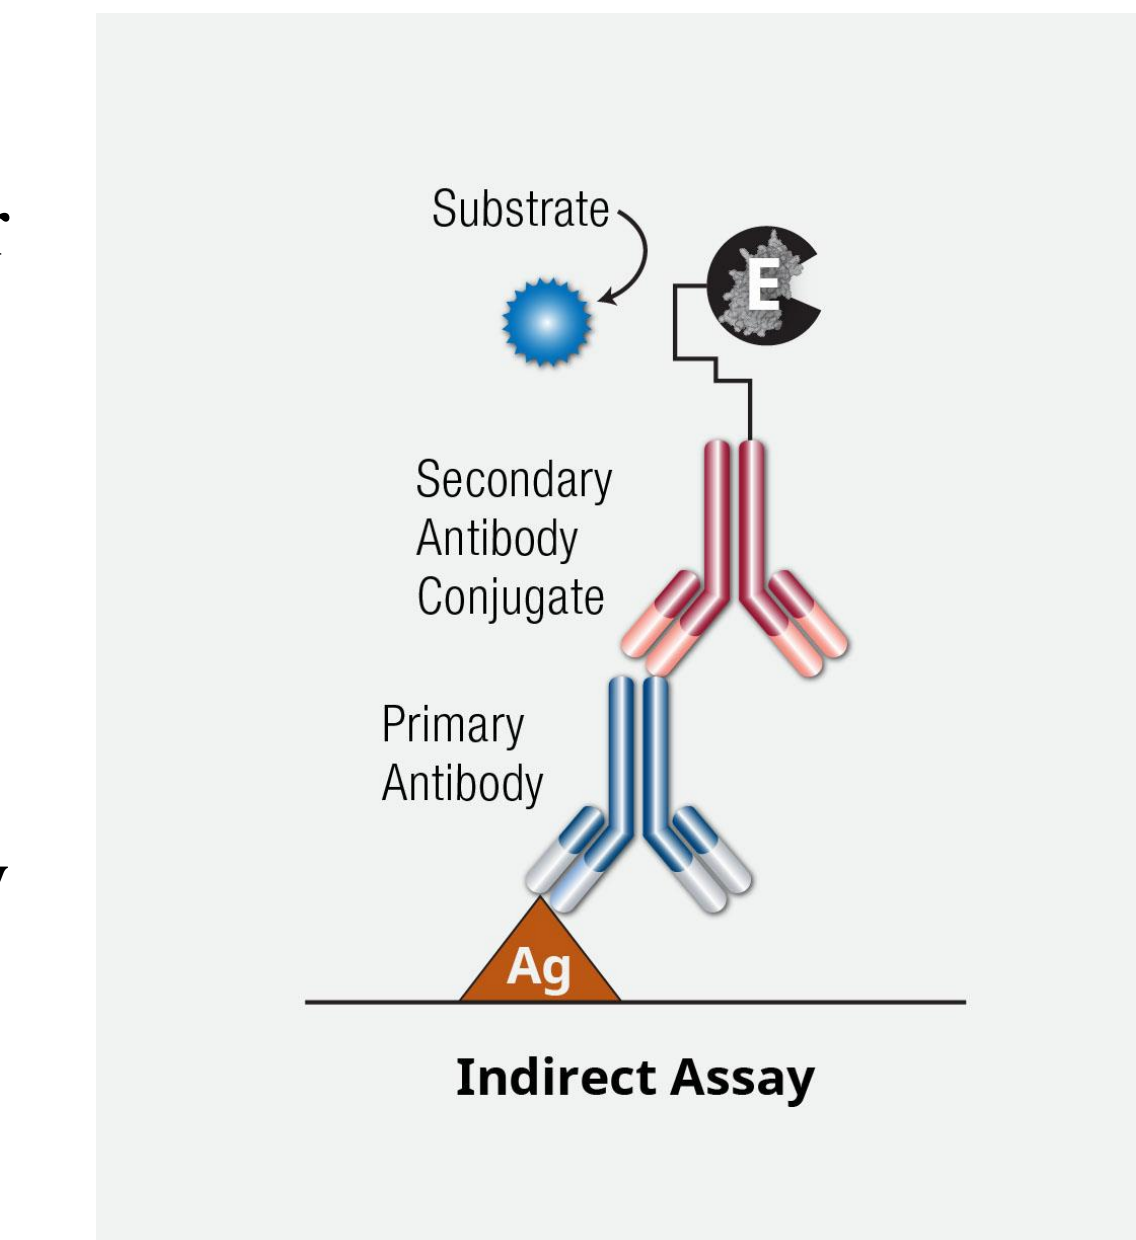 Substrate
E
Secondary
Antibody
Conjugate
Primary
Antibody
Ag
Indirect Assay